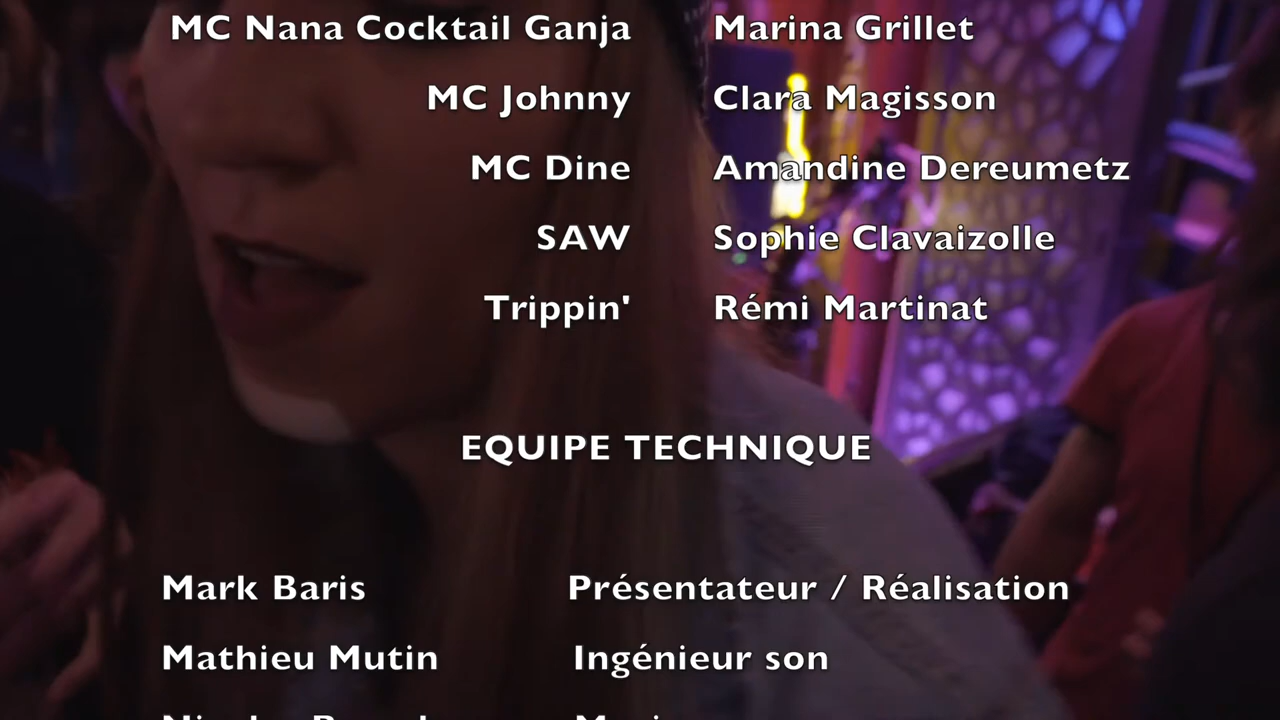 MC Nana Cocktail Ganja Marina Grillet
MC Johnny Clara Magisson
MC Dine Amandine Dereumetz
SAW Sophie Clavaizolle
Trippin' Rémi Martinat
EQUIPE TECHNIQUE
Mark Baris Présentateur / Réalisation
Mathieu Mutin Ingénieur son